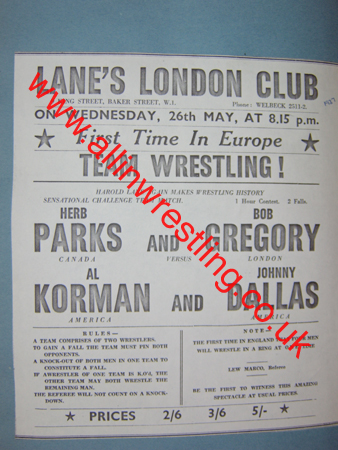 LANE'S LONDON CLUB
STREET, BAKER STREET, W.1. Phone: WELBECK
ON WEDNESDAY, 26th MAY, AT 8.15 p.m.
★ First Time In Europe ★
TEAM WRESTLING!
HAROLD MAKES WRESTLING HISTORY
SENSATIONAL CHALLENGE MATCH. 1 Hour Contest. 2 Falls.
HERB BOB
PARKS AND GREGORY
CANADA VERSUS LONDON
AL JOHNNY
KORMAN AND DALLAS
AMERICA AMERICA
RULES—
A TEAM COMPRISES OF TWO WRESTLERS.
TO GAIN A FALL THE TEAM MUST PIN BOTH
OPPONENTS.
A KNOCK-OUT OF BOTH MEN IN ONE TEAM TO
CONSTITUTE A FALL.
IF A WRESTLER OF ONE TEAM IS K.O'd, THE
OTHER TEAM MAY BOTH WRESTLE THE
REMAINING MAN.
THE REFEREE WILL NOT COUNT ON A KNOCK-
DOWN.
NOTE—
THE FIRST TIME IN ENGLAND MEN
WILL WRESTLE IN A RING AT
LEW MARCO, Referee
BE THE FIRST TO WITNESS THIS AMAZING
SPECTACLE AT USUAL PRICES.
★ PRICES 2/6 3/6 5/- ★
www.allinwrestling.co.uk